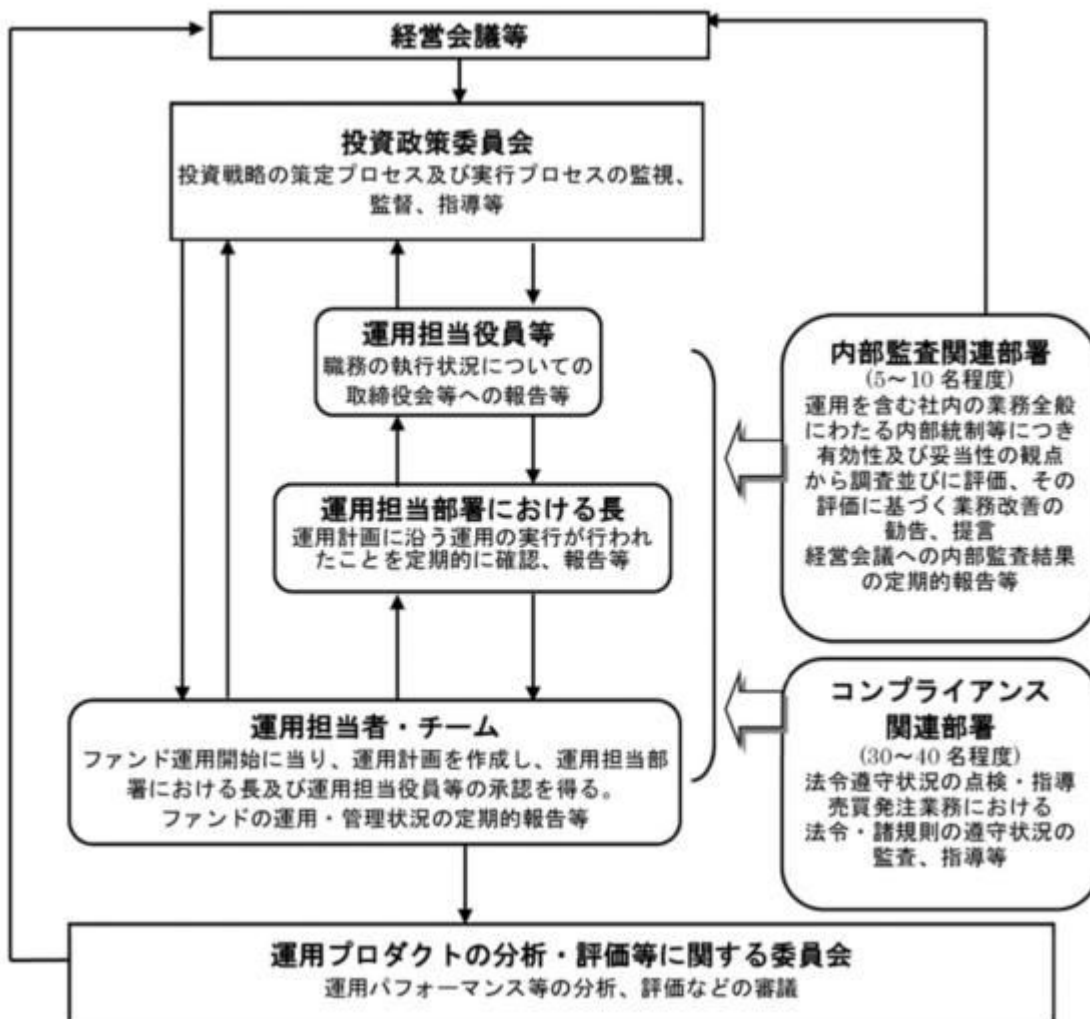 経営会議等
投資政策委員会
投資戦略の策定プロセス及び実行プロセスの監視、
監督、指導等
運用担当役員等
職務の執行状況についての
取締役会等への報告等
運用担当部署における長
運用計画に沿う運用の実行が行われ
たことを定期的に確認、報告等
運用担当者・チーム
ファンド運用開始に当り、運用計画を作成し、運用担当部
署における長及び運用担当役員等の承認を得る。
ファンドの運用・管理状況の定期的報告等
内部監査関連部署
(5～10 名程度)
運用を含む社内の業務全般
にわたる内部統制等につき
有効性及び妥当性の観点
から調査並びに評価、その
評価に基づく業務改善の
勧告、提言
経営会議への内部監査結果
の定期的報告等
コンプライアンス
関連部署
(30～40 名程度)
法令遵守状況の点検・指導
売買発注業務における
法令・諸規則の遵守状況の
監査、指導等
運用プロダクトの分析・評価等に関する委員会
運用パフォーマンス等の分析、評価などの審議